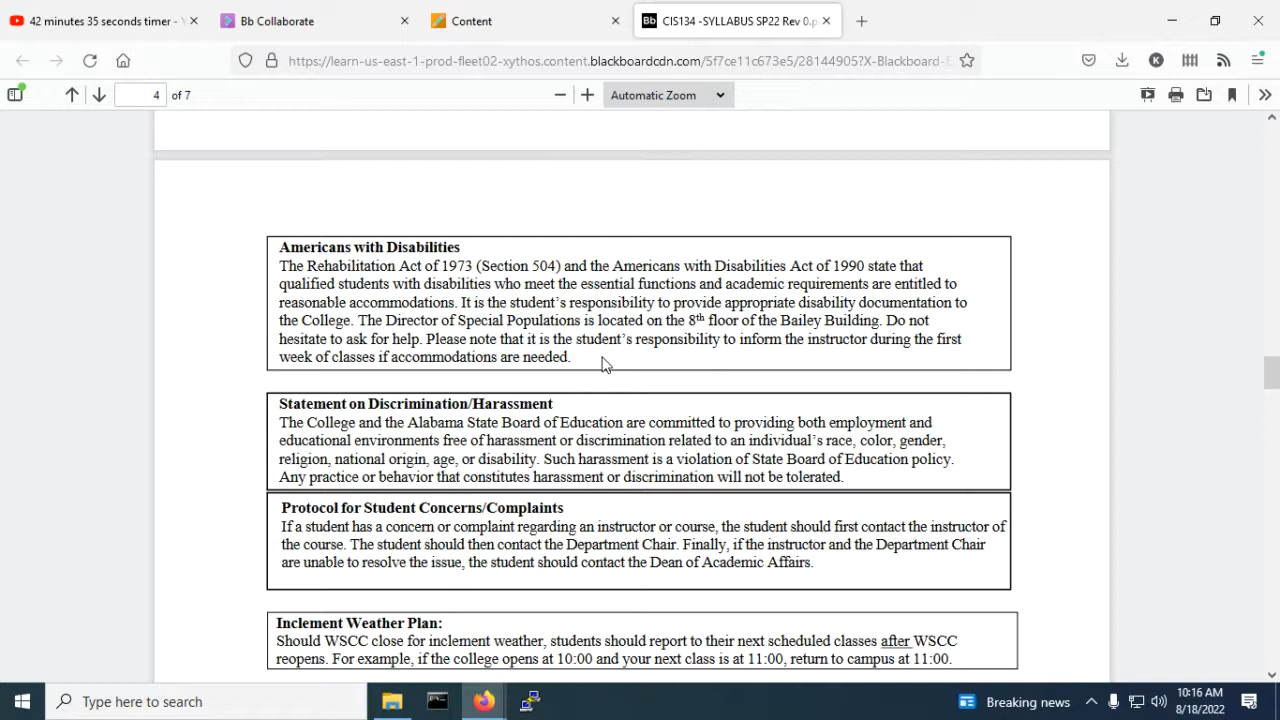 42 minutes 35 seconds timer - Y
Bb Collaborate
Content
Bb CIS134 -SYLLABUS SP22 Rev 0.p
https://learn-us-east-1-prod-fleet02-xythos.content.blackboardcdn.com/5f7ce11c673e5/28144905?X-Blackboard-E
K
4 of 7
Automatic Zoom
Americans with Disabilities
The Rehabilitation Act of 1973 (Section 504) and the Americans with Disabilities Act of 1990 state that
qualified students with disabilities who meet the essential functions and academic requirements are entitled to
reasonable accommodations. It is the student's responsibility to provide appropriate disability documentation to
the College. The Director of Special Populations is located on the 8th floor of the Bailey Building. Do not
hesitate to ask for help. Please note that it is the student's responsibility to inform the instructor during the first
week of classes if accommodations are needed.
Statement on Discrimination/Harassment
The College and the Alabama State Board of Education are committed to providing both employment and
educational environments free of harassment or discrimination related to an individual's race, color, gender,
religion, national origin, age, or disability. Such harassment is a violation of State Board of Education policy.
Any practice or behavior that constitutes harassment or discrimination will not be tolerated.
Protocol for Student Concerns/Complaints
If a student has a concern or complaint regarding an instructor or course, the student should first contact the instructor of
the course. The student should then contact the Department Chair. Finally, if the instructor and the Department Chair
are unable to resolve the issue, the student should contact the Dean of Academic Affairs.
Inclement Weather Plan:
Should WSCC close for inclement weather, students should report to their next scheduled classes after WSCC
reopens. For example, if the college opens at 10:00 and your next class is at 11:00, return to campus at 11:00.
Type here to search
Breaking news
10:16 AM
8/18/2022